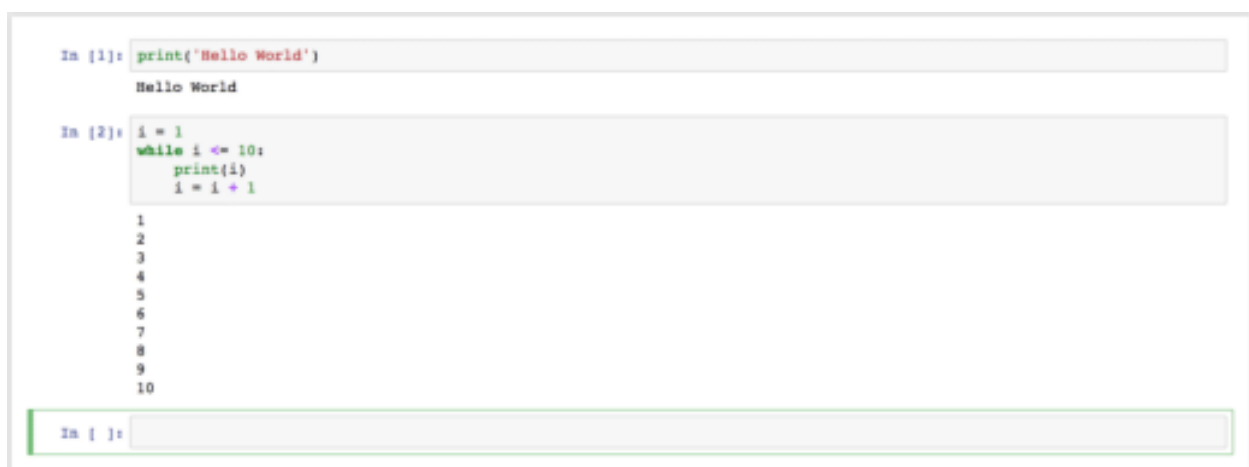 In [1]: print('Hello World')
Hello World
In [2]: i = 1
while i <= 10:
    print(i)
    i = i + 1
1
2
3
4
5
6
7
8
9
10
In [ ]: